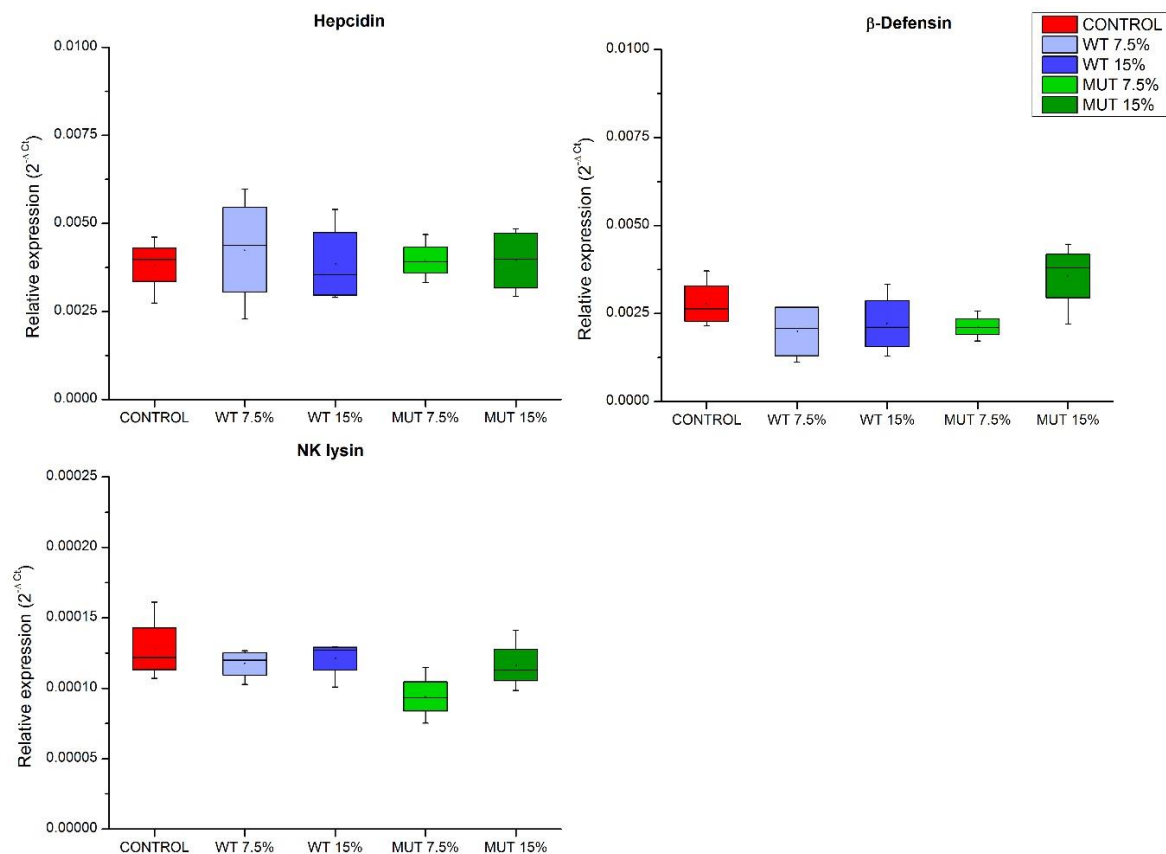 Hepcidin
Relative expression (2^-Δ Ct)
0.0100
0.0075
0.0050
0.0025
0.0000
CONTROL WT 7.5% WT 15% MUT 7.5% MUT 15%
β-Defensin
Relative expression (2^-Δ Ct)
0.0100
0.0075
0.0050
0.0025
0.0000
CONTROL WT 7.5% WT 15% MUT 7.5% MUT 15%
CONTROL
WT 7.5%
WT 15%
MUT 7.5%
MUT 15%
NK lysin
Relative expression (2^-Δ Ct)
0.00025
0.00020
0.00015
0.00010
0.00005
0.00000
CONTROL WT 7.5% WT 15% MUT 7.5% MUT 15%